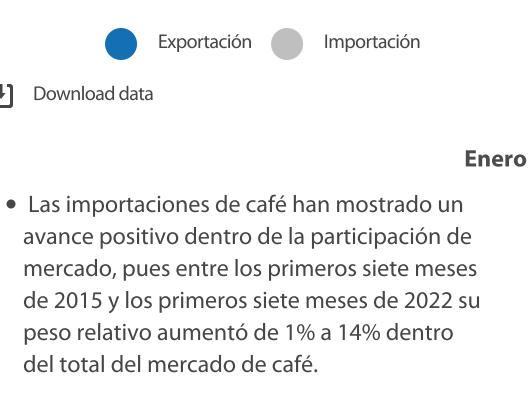 Exportación Importación
Download data
Enero
• Las importaciones de café han mostrado un
avance positivo dentro de la participación de
mercado, pues entre los primeros siete meses
de 2015 y los primeros siete meses de 2022 su
peso relativo aumentó de 1% a 14% dentro
del total del mercado de café.